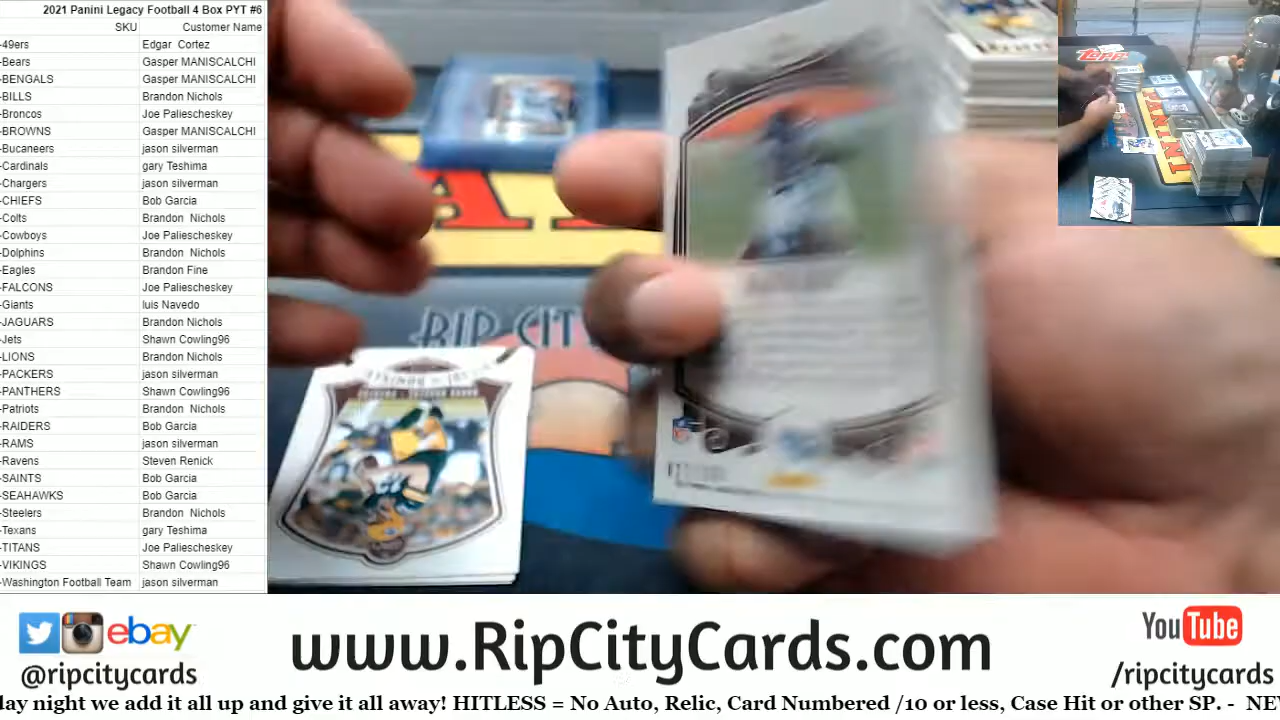 2021 Panini Legacy Football 4 Box PYT #6
SKU Customer Name
-49ers Edgar Cortez
-Bears Gasper MANISCALCHI
-BENGALS Gasper MANISCALCHI
-BILLS Brandon Nichols
-Broncos Joe Paliescheskey
-BROWNS Gasper MANISCALCHI
-Bucaneers jason silverman
-Cardinals gary Teshima
-Chargers jason silverman
-CHIEFS Bob Garcia
-Colts Brandon Nichols
-Cowboys Joe Paliescheskey
-Dolphins Brandon Nichols
-Eagles Brandon Fine
-FALCONS Joe Paliescheskey
-Giants luis Navedo
-JAGUARS Brandon Nichols
-Jets Shawn Cowling96
-LIONS Brandon Nichols
-PACKERS jason silverman
-PANTHERS Shawn Cowling96
-Patriots Brandon Nichols
-RAIDERS Bob Garcia
-RAMS jason silverman
-Ravens Steven Renick
-SAINTS Bob Garcia
-SEAHAWKS Bob Garcia
-Steelers Brandon Nichols
-Texans gary Teshima
-TITANS Joe Paliescheskey
-VIKINGS Shawn Cowling96
-Washington Football Team jason silverman
RIP CIT
ebay
@ripcitycards
www.RipCityCards.com
YouTube
/ripcitycards
day night we add it all up and give it all away! HITLESS = No Auto, Relic, Card Numbered /10 or less, Case Hit or other SP. - NE